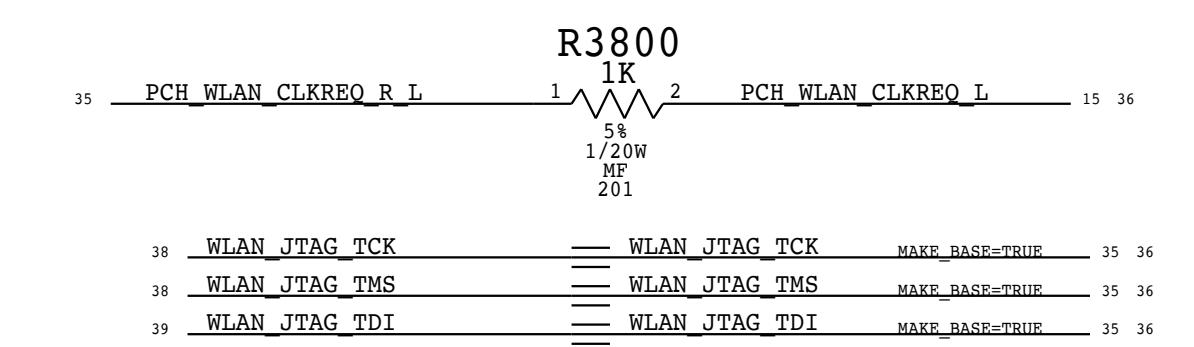 R3800
1K
35 PCH_WLAN_CLKREQ_R_L 1 2 PCH_WLAN_CLKREQ_L 15 36
5%
1/20W
MF
201
38 WLAN_JTAG_TCK WLAN_JTAG_TCK MAKE_BASE=TRUE 35 36
38 WLAN_JTAG_TMS WLAN_JTAG_TMS MAKE_BASE=TRUE 35 36
39 WLAN_JTAG_TDI WLAN_JTAG_TDI MAKE_BASE=TRUE 35 36